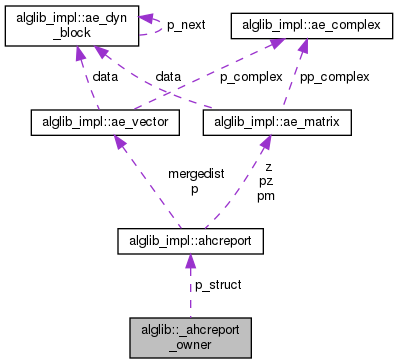 alglib_impl::ae_dyn
_block
p_next
alglib_impl::ae_complex
data
data
p_complex
pp_complex
alglib_impl::ae_vector
alglib_impl::ae_matrix
mergedist
p
z
pz
pm
alglib_impl::ahcreport
p_struct
alglib::_ahcreport
_owner